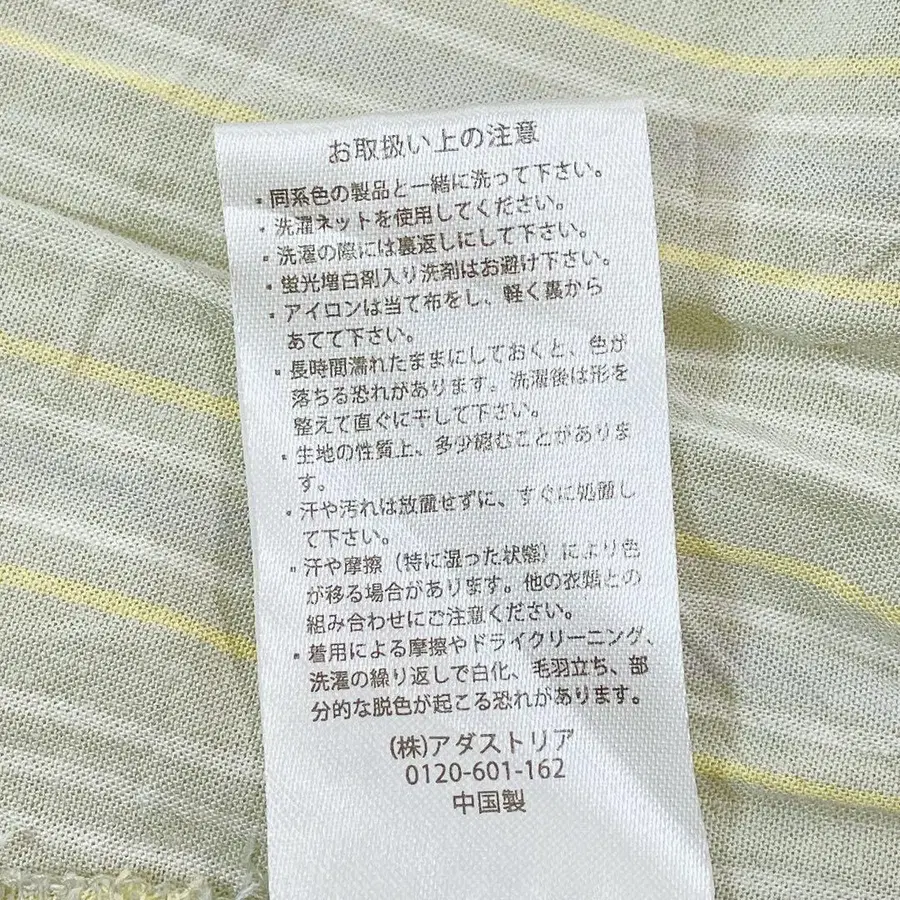 お取扱い上の注意
・同系色の製品と一緒に洗って下さい。
・洗濯ネットを使用してください。
・洗濯の際には裏返しにして下さい。
・蛍光増白剤入り洗剤はお避け下さい。
・アイロンは当て布をし、軽く裏から
あてて下さい。
・長時間濡れたままにしておくと、色が
落ちる恐れがあります。洗濯後は形を
整えて直ぐに干して下さい。
・生地の性質上、多少縮むことがありま
す。
・汗や汚れは放置せずに、すぐに処置し
て下さい。
・汗や摩擦（特に湿った状態）により色
が移る場合があります。他の衣類との
組み合わせにご注意ください。
・着用による摩擦やドライクリーニング、
洗濯の繰り返しで白化、毛羽立ち、部
分的な脱色が起こる恐れがあります。
(株)アダストリア
0120-601-162
中国製